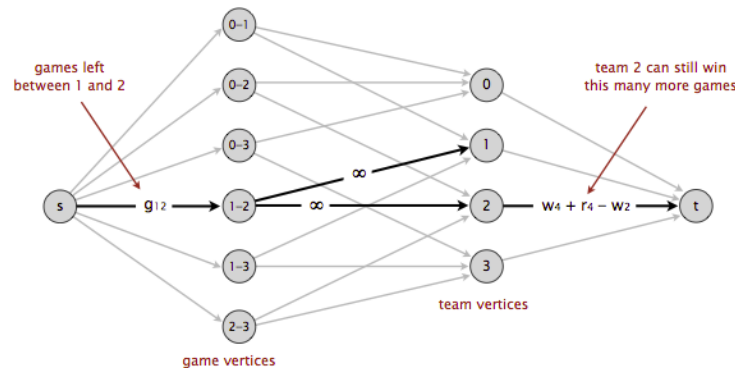 games left
between 1 and 2
team 2 can still win
this many more games
0–1
0–2
0–3
1–2
1–3
2–3
s
g12
∞
∞
0
1
2
3
w4 + r4 − w2
t
team vertices
game vertices